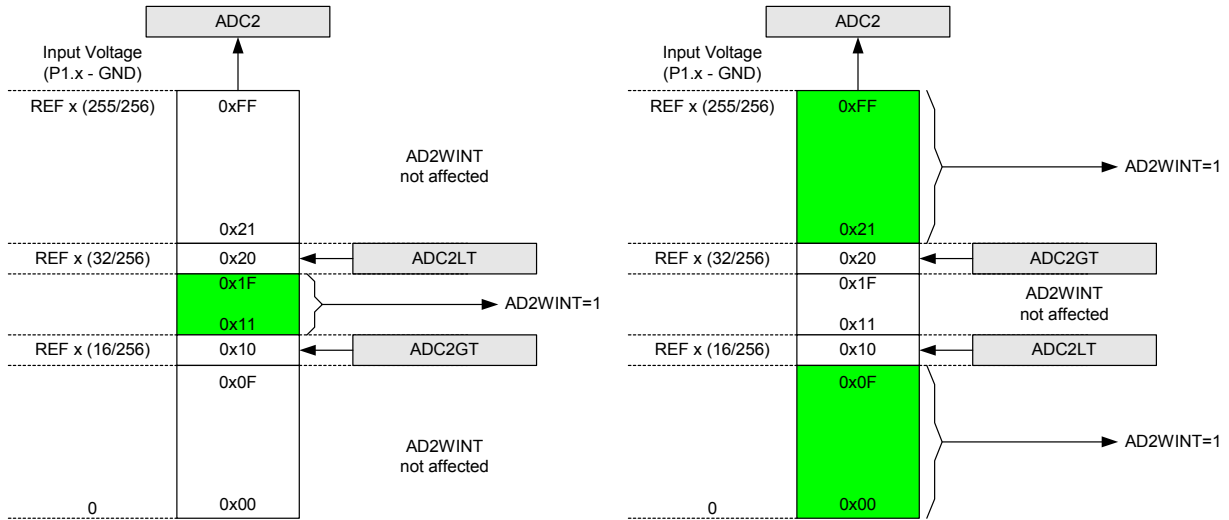 ADC2
Input Voltage
(P1.x - GND)
REF x (255/256)
0xFF
AD2WINT
not affected
0x21
REF x (32/256)
0x20
ADC2LT
0x1F
AD2WINT=1
0x11
REF x (16/256)
0x10
ADC2GT
0x0F
AD2WINT
not affected
0x00
0
ADC2
Input Voltage
(P1.x - GND)
REF x (255/256)
0xFF
AD2WINT=1
0x21
REF x (32/256)
0x20
ADC2GT
0x1F
AD2WINT
not affected
0x11
REF x (16/256)
0x10
ADC2LT
0x0F
AD2WINT=1
0x00
0